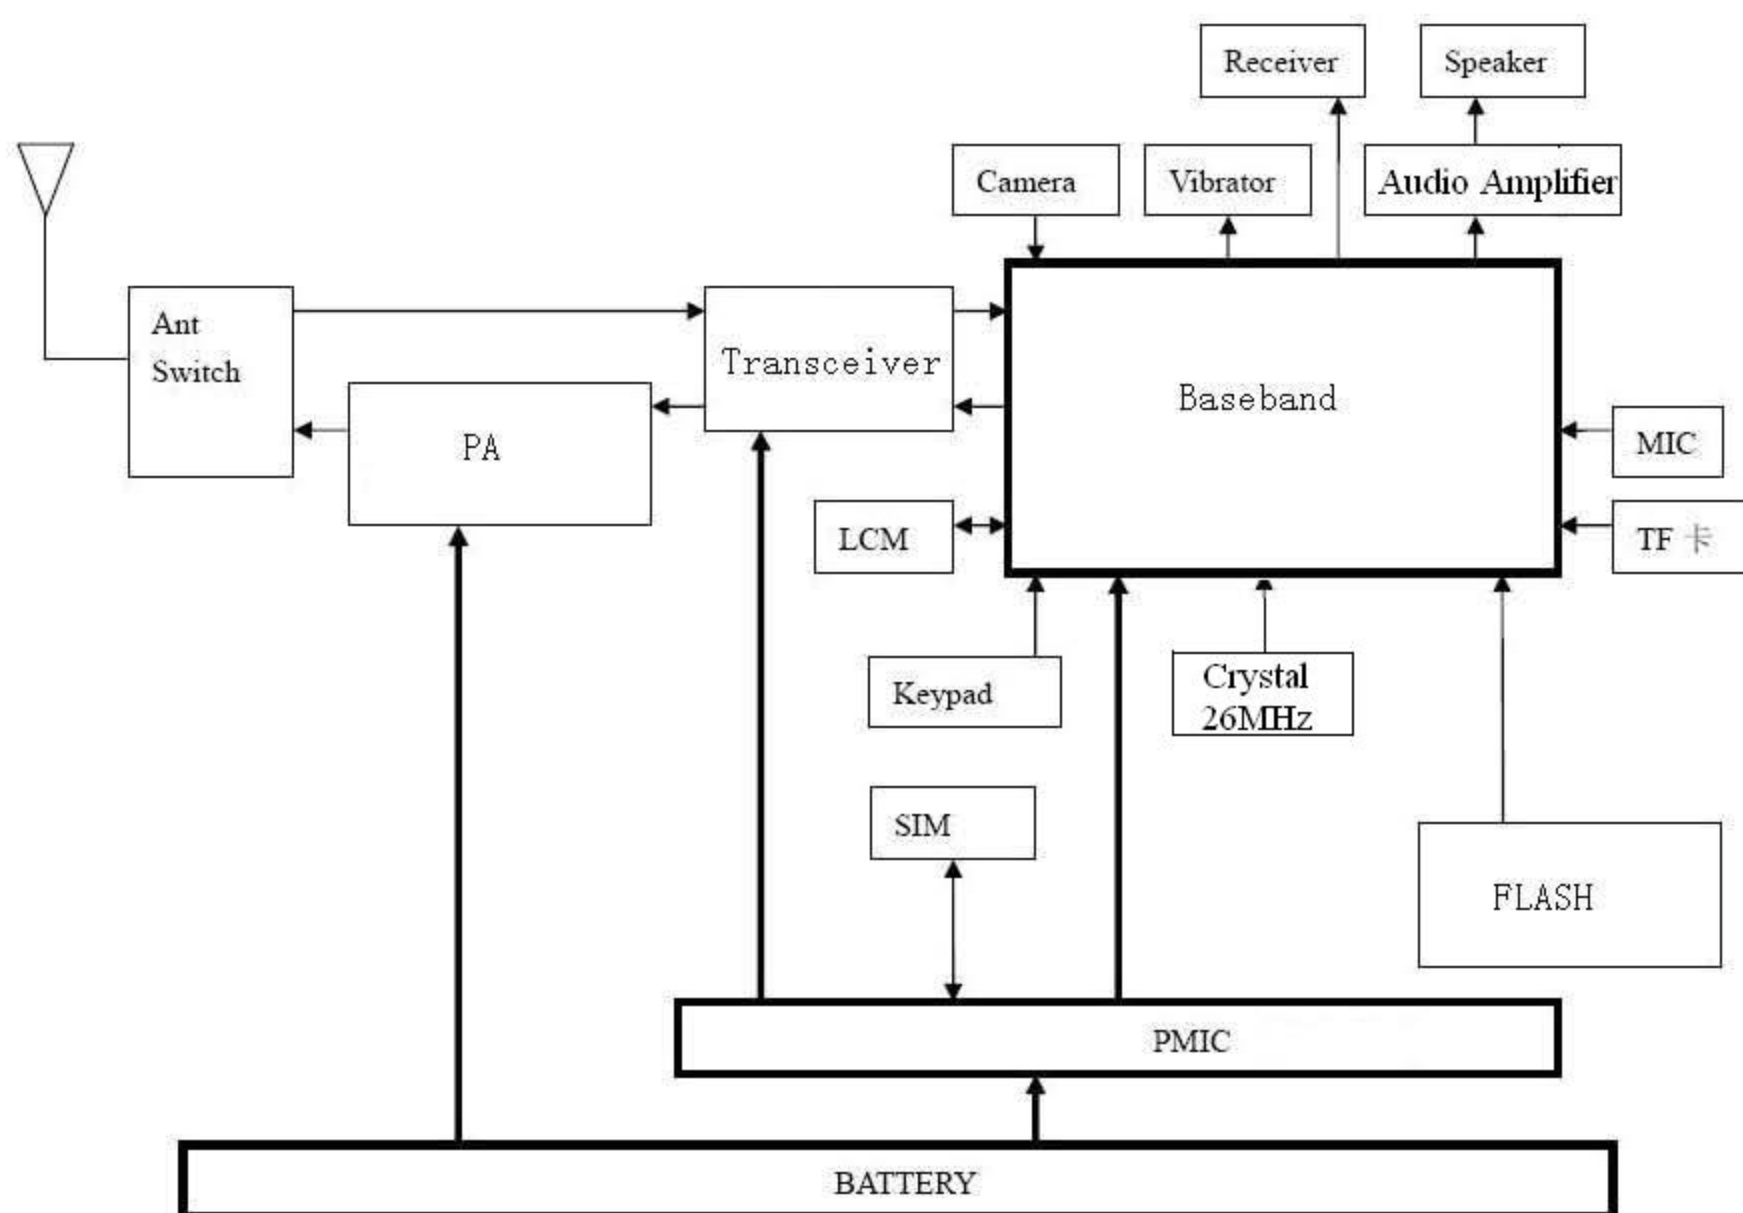 Receiver
Speaker
Camera
Vibrator
Audio Amplifier
Ant
Switch
Transceiver
Baseband
PA
MIC
LCM
TF 卡
Keypad
Crystal
26MHz
SIM
FLASH
PMIC
BATTERY